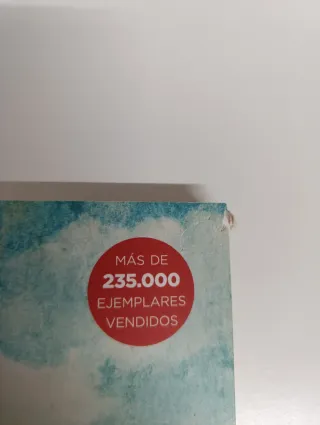 MÁS DE
235.000
EJEMPLARES
VENDIDOS